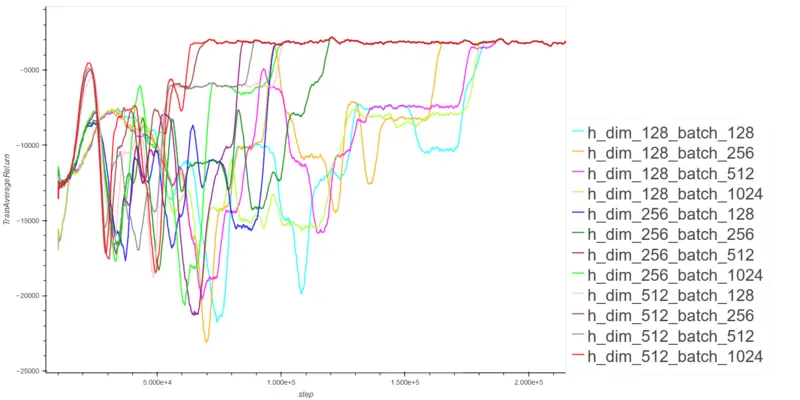 −5000
−10000
−15000
−20000
−25000
TrainAverageReturn
5.000e+4
1.000e+5
1.500e+5
2.000e+5
step
h_dim_128_batch_128
h_dim_128_batch_256
h_dim_128_batch_512
h_dim_128_batch_1024
h_dim_256_batch_128
h_dim_256_batch_256
h_dim_256_batch_512
h_dim_256_batch_1024
h_dim_512_batch_128
h_dim_512_batch_256
h_dim_512_batch_512
h_dim_512_batch_1024